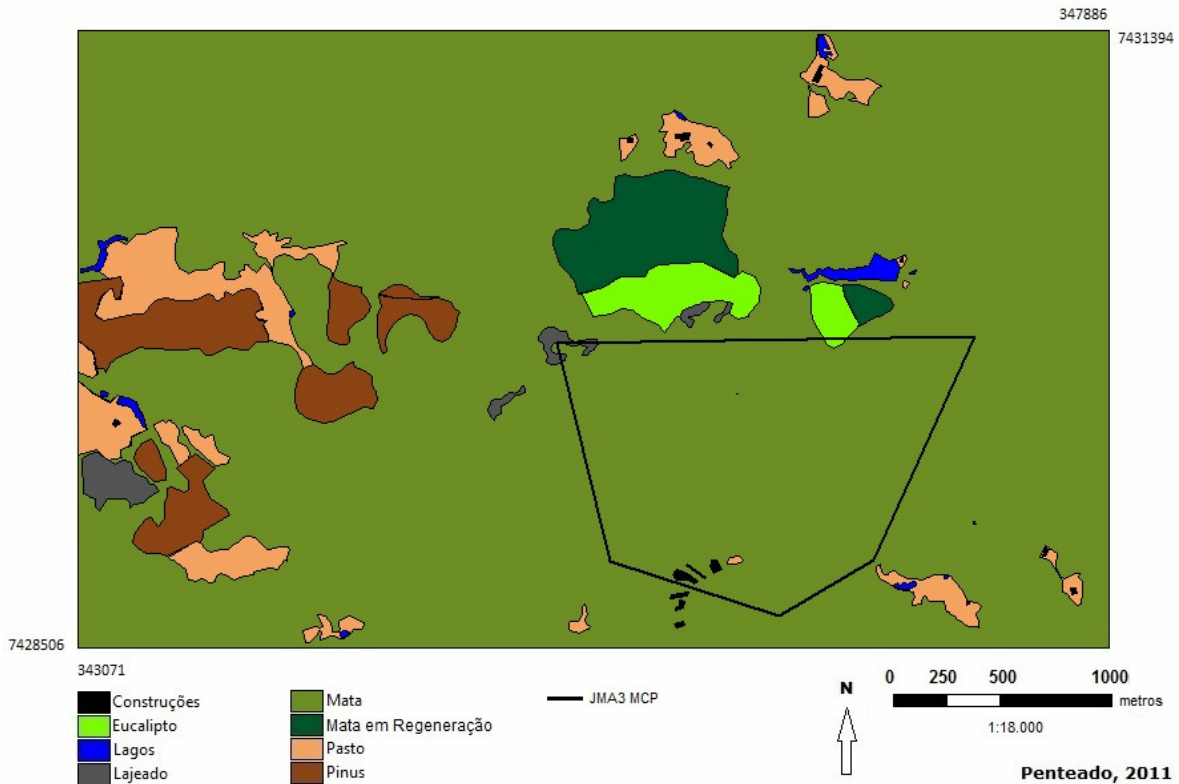 347886
7431394
7428506
343071
Construções
Eucalipto
Lagos
Lajeado
Mata
Mata em Regeneração
Pasto
Pinus
JMA3 MCP
N
0 250 500 1000
metros
1:18.000
Penteado, 2011